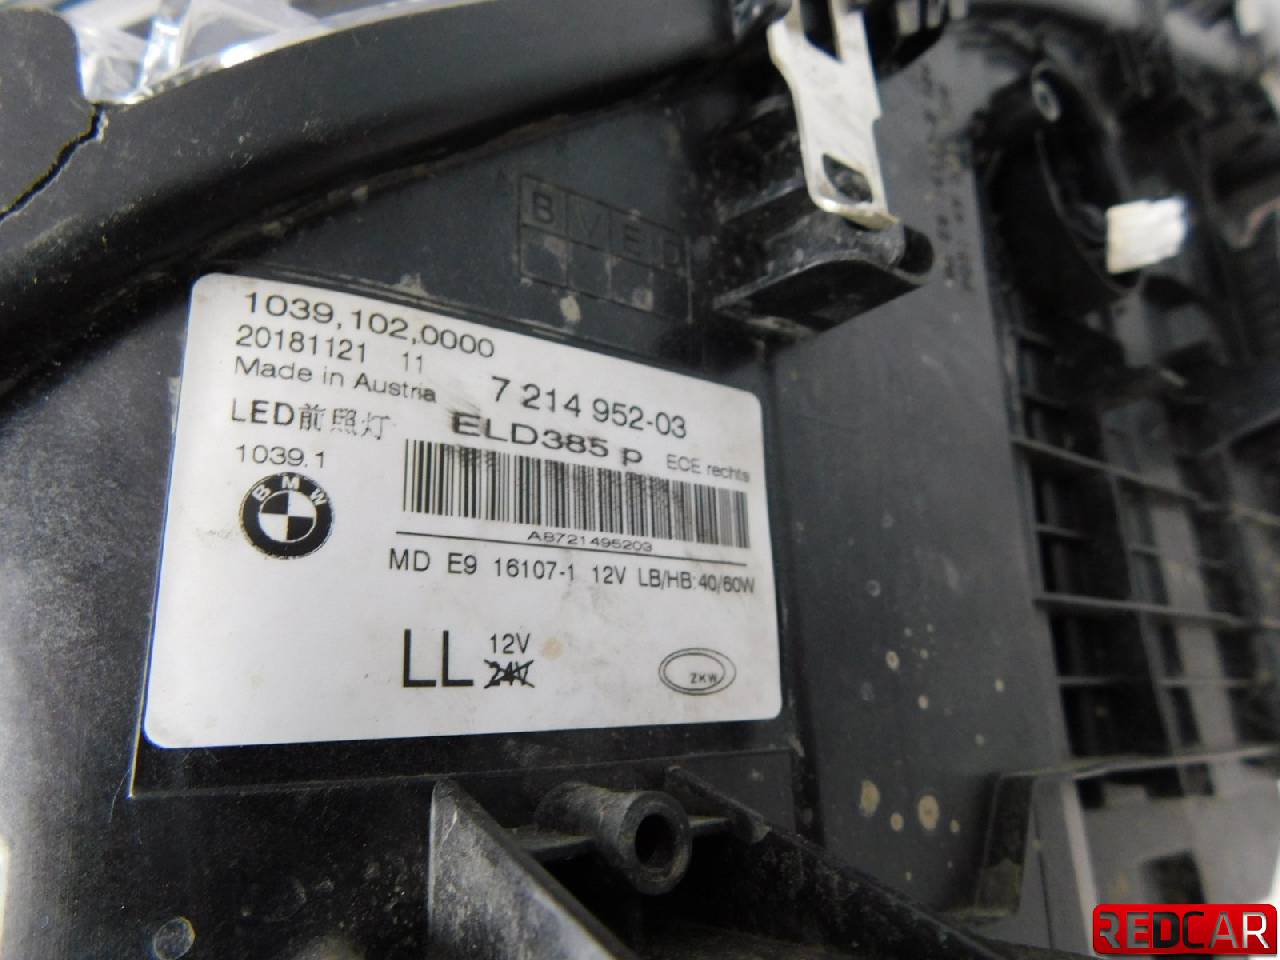 BMED
1039,102,0000
20181121 11
Made in Austria
7 214 952-03
LED前照灯
ELD385 p ECE rechts
1039.1
BMW
AB721495203
MD E9 16107-1 12V LB/HB: 40/60W
LL 12V
24V
ZKW
REDCAR